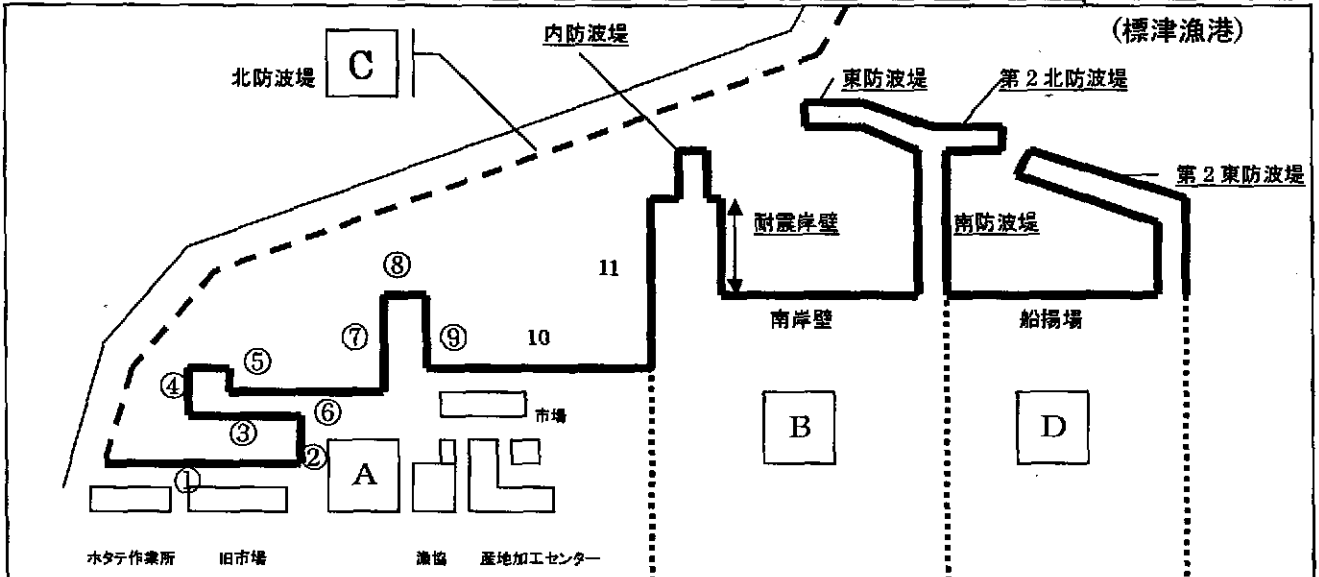 (標津漁港)
内防波堤
北防波堤
C
東防波堤
第2北防波堤
第2東防波堤
耐震岸壁
南防波堤
11
⑧
南岸壁
船揚場
⑦
⑨
10
⑤
④
⑥
市場
③
B
D
②
A
①
ホタテ作業所
旧市場
漁協
産地加工センター